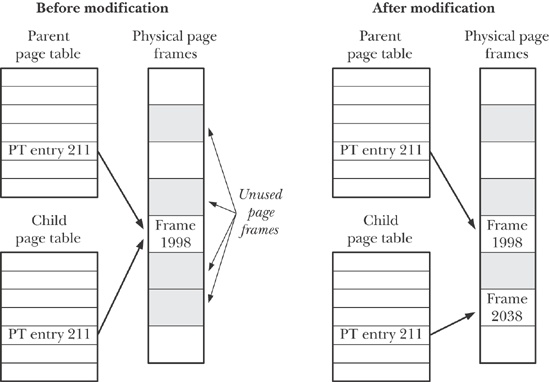 Before modification
Parent
page table
Physical page
frames
PT entry 211
Child
page table
PT entry 211
Frame
1998
Unused
page
frames
After modification
Parent
page table
Physical page
frames
PT entry 211
Child
page table
PT entry 211
Frame
1998
Frame
2038